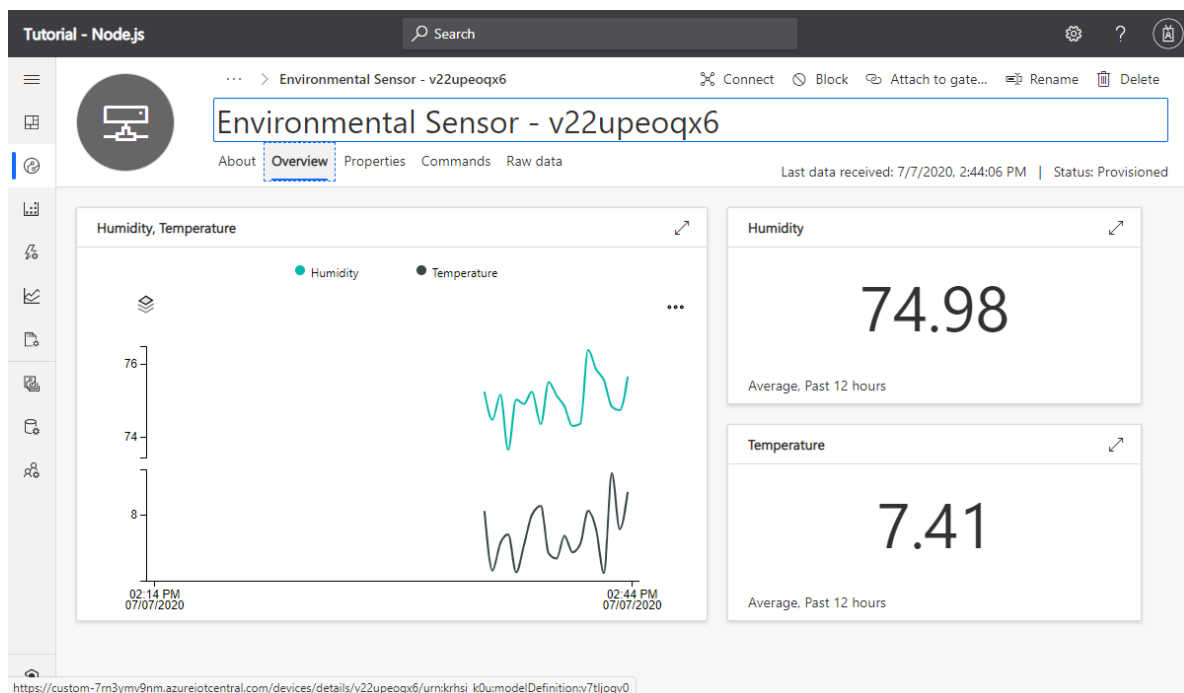 Tutorial - Node.js
Search
··· > Environmental Sensor - v22upeoqx6
Connect Block Attach to gate... Rename Delete
Environmental Sensor - v22upeoqx6
About Overview Properties Commands Raw data
Last data received: 7/7/2020, 2:44:06 PM | Status: Provisioned
Humidity, Temperature
Humidity Temperature
76
74
8
02:14 PM 02:44 PM
07/07/2020 07/07/2020
Humidity
74.98
Average, Past 12 hours
Temperature
7.41
Average, Past 12 hours
https://custom-7m3ymv9nm.azureiotcentral.com/devices/details/v22upeoqx6/urn:krhsi_k0u:modelDefinition:v7tljogv0